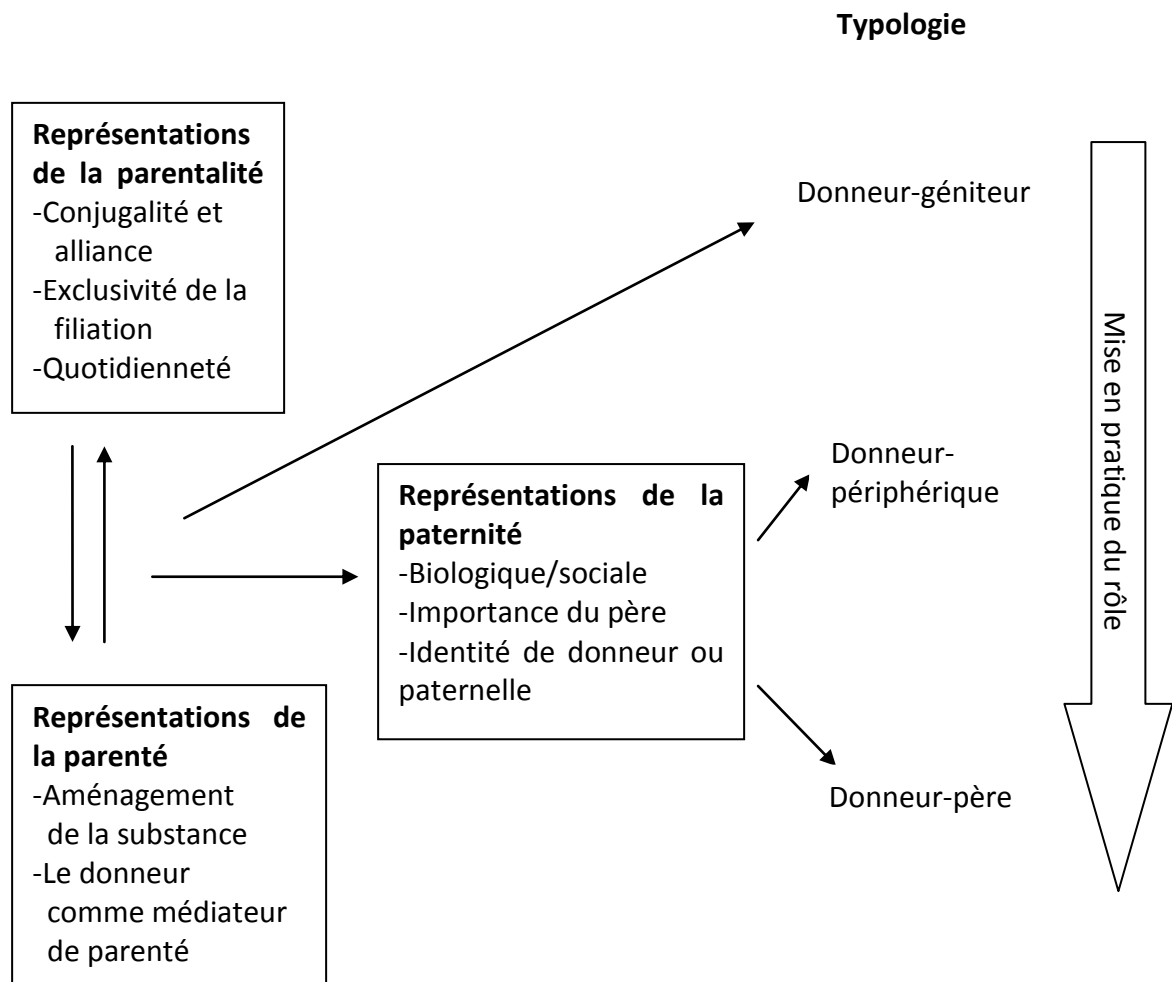 Typologie
Représentations
de la parentalité
-Conjugalité et
alliance
-Exclusivité de la
filiation
-Quotidienneté
Donneur-géniteur
Mise en pratique du rôle
Donneur-
périphérique
Représentations de la
paternité
-Biologique/sociale
-Importance du père
-Identité de donneur ou
paternelle
Représentations de
la parenté
-Aménagement
de la substance
-Le donneur
comme médiateur
de parenté
Donneur-père